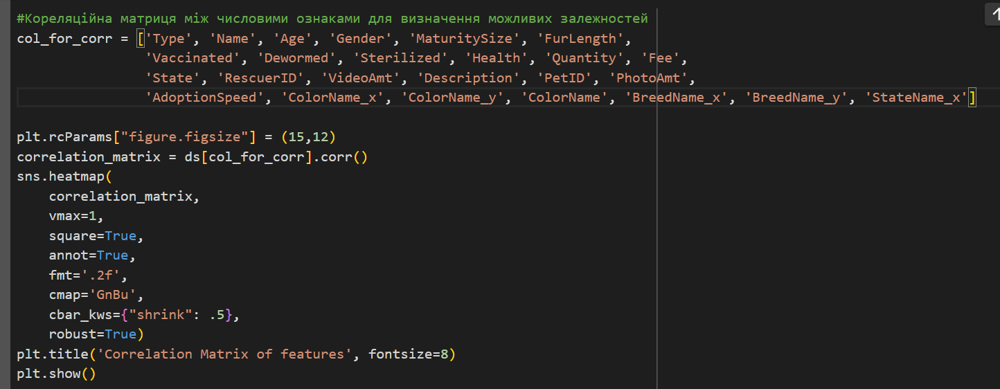 #Кореляційна матриця між числовими ознаками для визначення можливих залежностей
col_for_corr = ['Type', 'Name', 'Age', 'Gender', 'MaturitySize', 'FurLength',
'Vaccinated', 'Dewormed', 'Sterilized', 'Health', 'Quantity', 'Fee',
'State', 'RescuerID', 'VideoAmt', 'Description', 'PetID', 'PhotoAmt',
'AdoptionSpeed', 'ColorName_x', 'ColorName_y', 'ColorName', 'BreedName_x', 'BreedName_y', 'StateName_x']
plt.rcParams["figure.figsize"] = (15,12)
correlation_matrix = ds[col_for_corr].corr()
sns.heatmap(
correlation_matrix,
vmax=1,
square=True,
annot=True,
fmt='.2f',
cmap='GnBu',
cbar_kws={"shrink": .5},
robust=True)
plt.title('Correlation Matrix of features', fontsize=8)
plt.show()